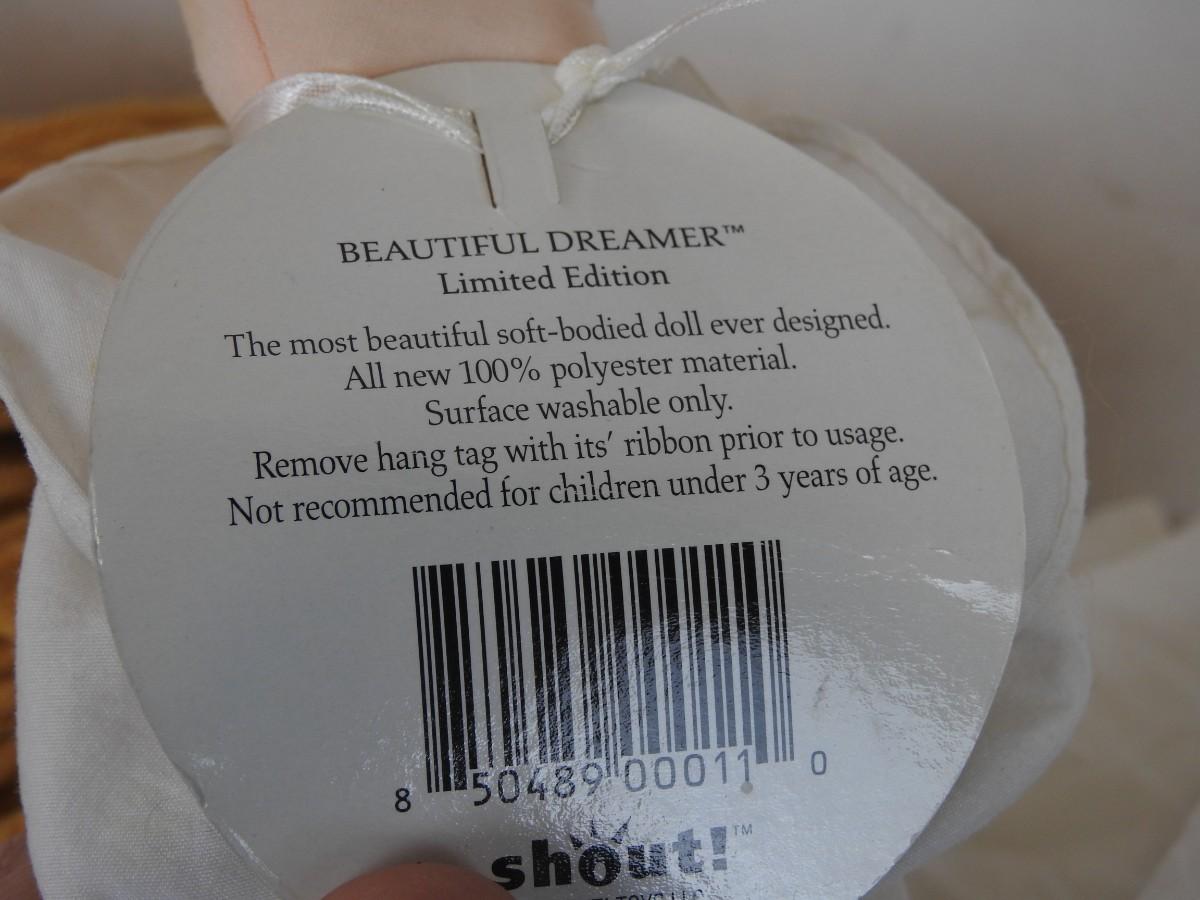 BEAUTIFUL DREAMER™
Limited Edition
The most beautiful soft-bodied doll ever designed.
All new 100% polyester material.
Surface washable only.
Remove hang tag with its' ribbon prior to usage.
Not recommended for children under 3 years of age.
8 50489 00011 0
shout!™